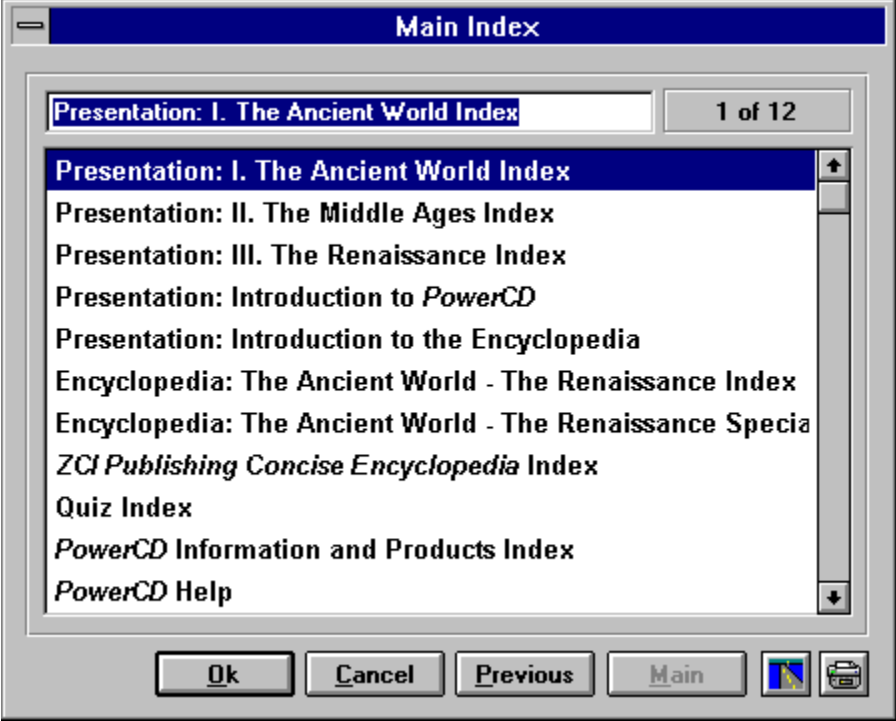 Main Index
Presentation: I. The Ancient World Index
1 of 12
Presentation: I. The Ancient World Index
Presentation: II. The Middle Ages Index
Presentation: III. The Renaissance Index
Presentation: Introduction to PowerCD
Presentation: Introduction to the Encyclopedia
Encyclopedia: The Ancient World - The Renaissance Index
Encyclopedia: The Ancient World - The Renaissance Specia
ZCI Publishing Concise Encyclopedia Index
Quiz Index
PowerCD Information and Products Index
PowerCD Help
Ok
Cancel
Previous
Main